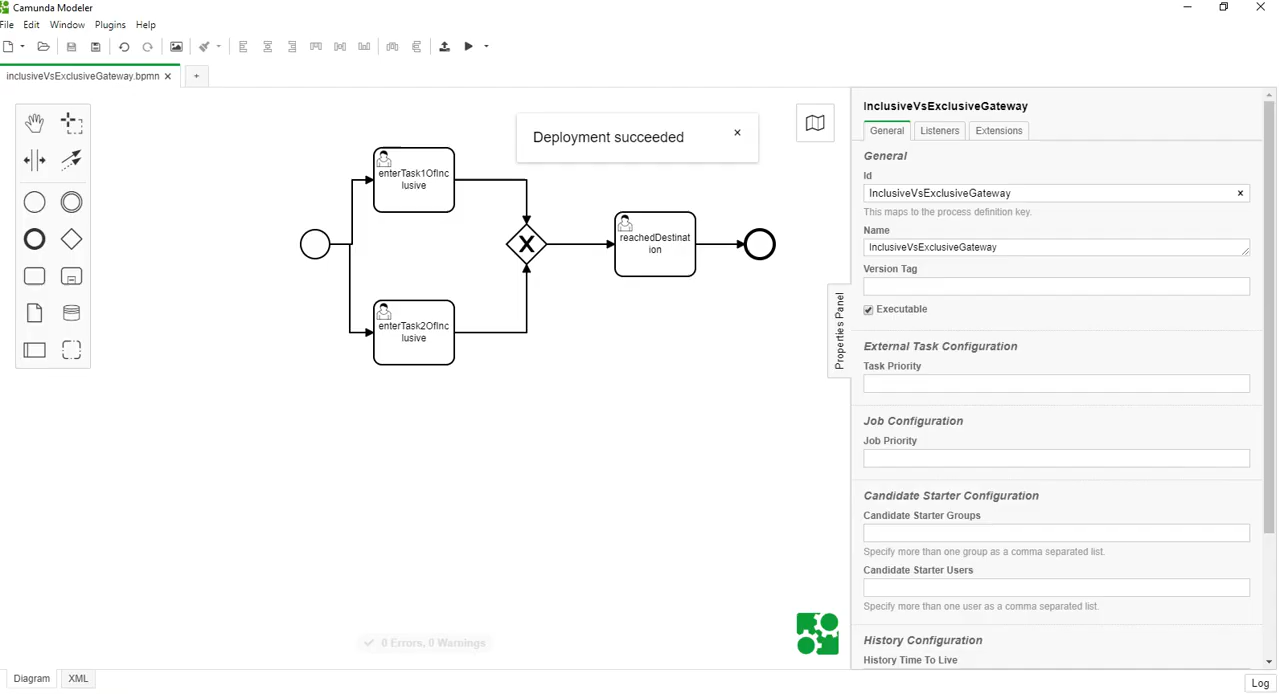 Camunda Modeler
File Edit Window Plugins Help
inclusiveVsExclusiveGateway.bpmn × +
Deployment succeeded ×
enterTask1OfInc
lusive
X
reachedDestinat
ion
enterTask2OfInc
lusive
0 Errors, 0 Warnings
Diagram XML
Properties Panel
InclusiveVsExclusiveGateway
General Listeners Extensions
General
Id
InclusiveVsExclusiveGateway ×
This maps to the process definition key.
Name
InclusiveVsExclusiveGateway
Version Tag
Executable
External Task Configuration
Task Priority
Job Configuration
Job Priority
Candidate Starter Configuration
Candidate Starter Groups
Specify more than one group as a comma separated list.
Candidate Starter Users
Specify more than one user as a comma separated list.
History Configuration
History Time To Live
Log